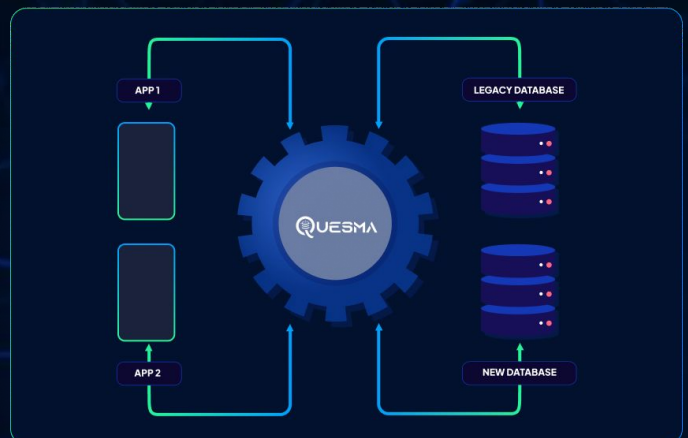 APP 1
LEGACY DATABASE
QUESMA
APP 2
NEW DATABASE